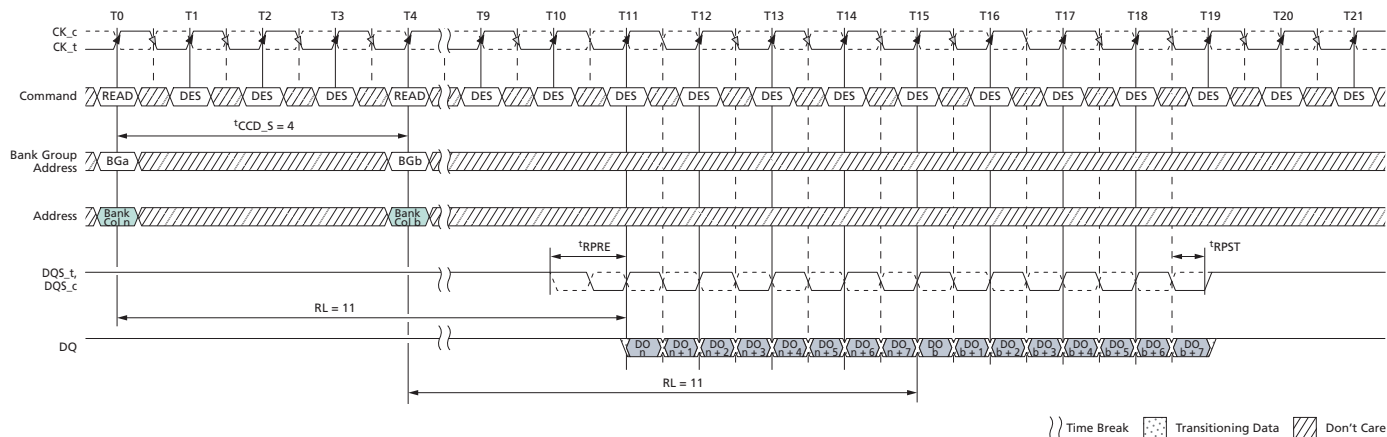 T0 T1 T2 T3 T4 T9 T10 T11 T12 T13 T14 T15 T16 T17 T18 T19 T20 T21
CK_c
CK_t
Command READ DES DES DES READ DES DES DES DES DES DES DES DES DES DES DES DES DES
tCCD_S = 4
Bank Group
Address BGa BGb
Address Bank
Col n Bank
Col b
tRPRE tRPST
DQS_t,
DQS_c
RL = 11
DQ DO
n DO
n + 1 DO
n + 2 DO
n + 3 DO
n + 4 DO
n + 5 DO
n + 6 DO
n + 7 DO
b DO
b + 1 DO
b + 2 DO
b + 3 DO
b + 4 DO
b + 5 DO
b + 6 DO
b + 7
RL = 11
Time Break Transitioning Data Don't Care